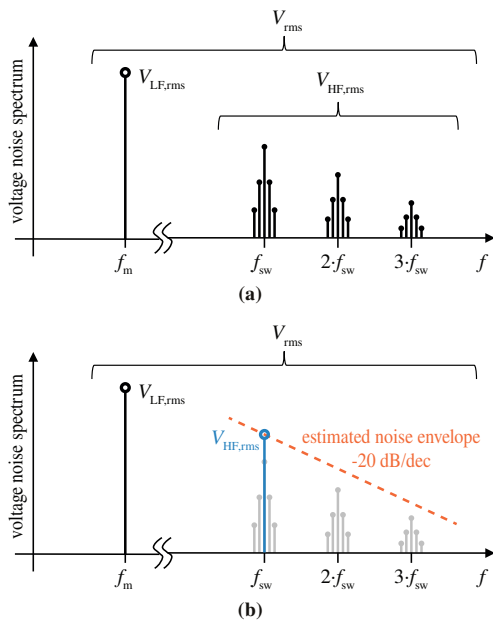 V_rms
V_LF,rms
V_HF,rms
voltage noise spectrum
f_m
f_sw
2·f_sw
3·f_sw
f
(a)
V_rms
V_LF,rms
V_HF,rms
estimated noise envelope
-20 dB/dec
voltage noise spectrum
f_m
f_sw
2·f_sw
3·f_sw
f
(b)